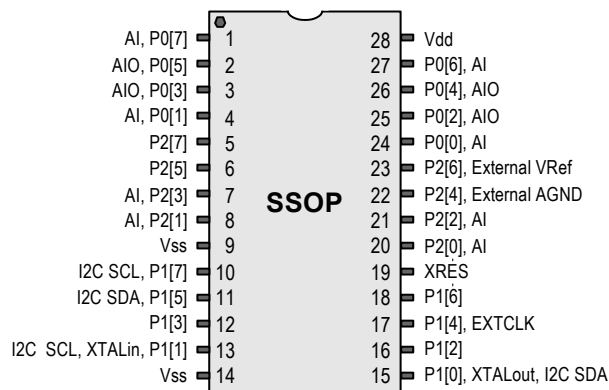 AI, P0[7] 1 28 Vdd
AIO, P0[5] 2 27 P0[6], AI
AIO, P0[3] 3 26 P0[4], AIO
AI, P0[1] 4 25 P0[2], AIO
P2[7] 5 24 P0[0], AI
P2[5] 6 23 P2[6], External VRef
AI, P2[3] 7 SSOP 22 P2[4], External AGND
AI, P2[1] 8 21 P2[2], AI
Vss 9 20 P2[0], AI
I2C SCL, P1[7] 10 19 XRES
I2C SDA, P1[5] 11 18 P1[6]
P1[3] 12 17 P1[4], EXTCLK
I2C SCL, XTALin, P1[1] 13 16 P1[2]
Vss 14 15 P1[0], XTALout, I2C SDA